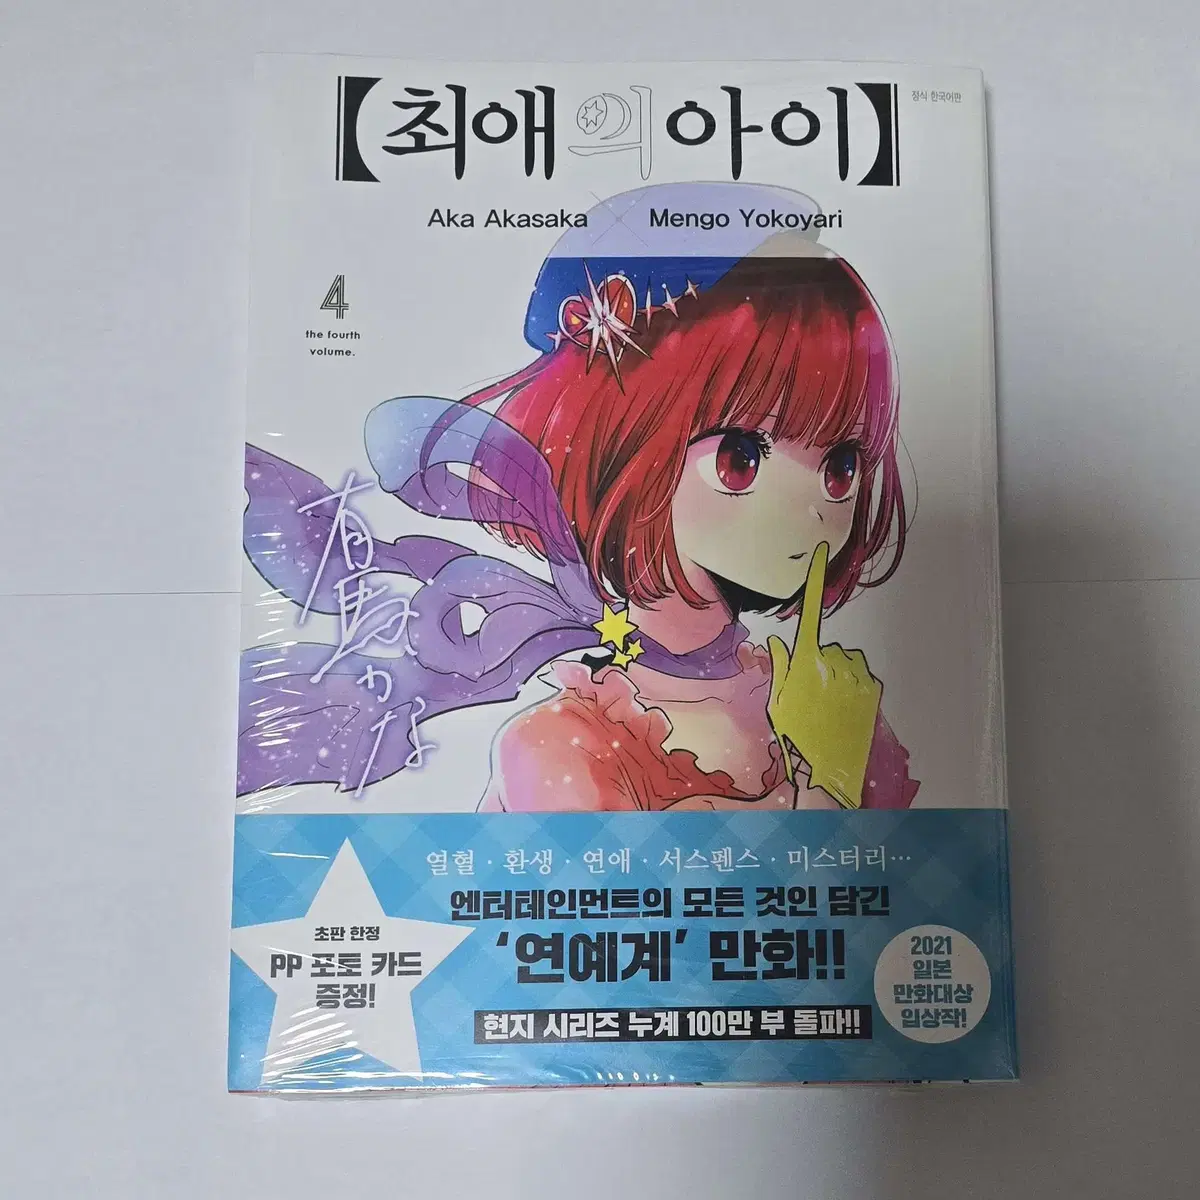 【최애의 아이】
정식 한국어판
Aka Akasaka × Mengo Yokoyari
4
the fourth
volume.
有馬かな
열혈 · 환생 · 연애 · 서스펜스 · 미스터리…
엔터테인먼트의 모든 것인 담긴
‘연예계’ 만화!!
현지 시리즈 누계 100만 부 돌파!!
초판 한정
PP 포토 카드
증정!
2021
일본
만화대상
입상작!